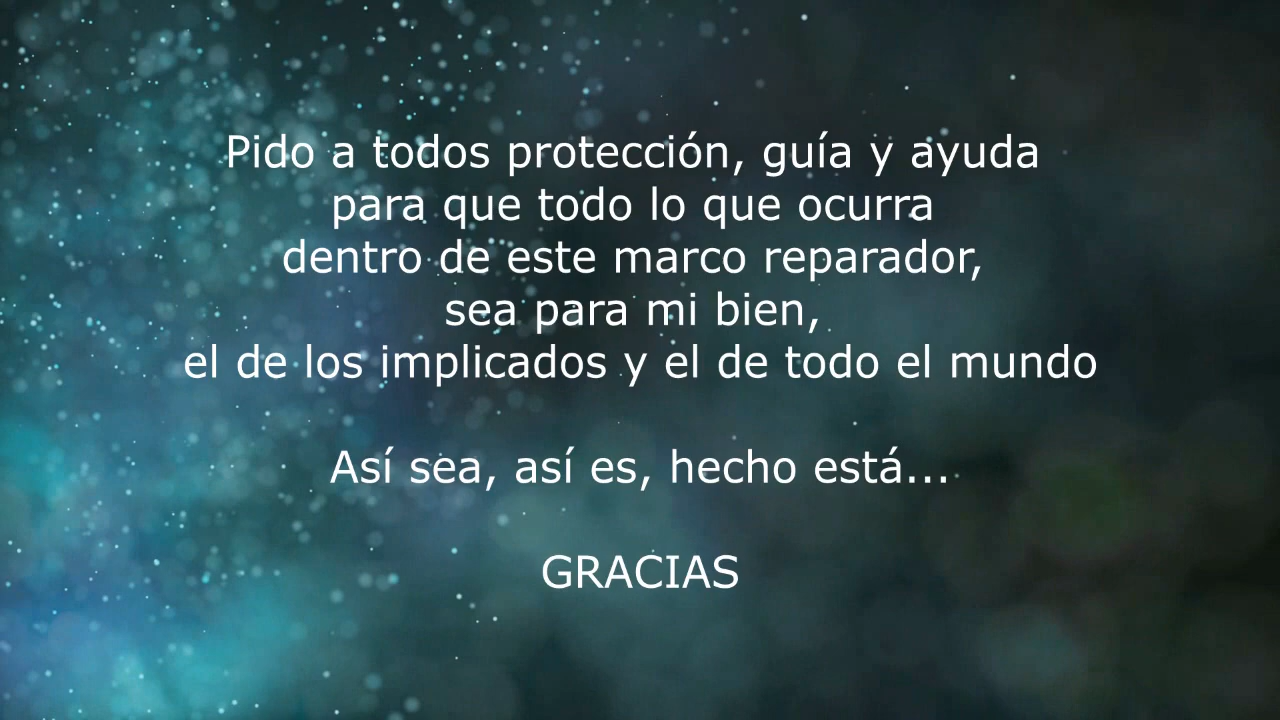 Pido a todos protección, guía y ayuda
para que todo lo que ocurra
dentro de este marco reparador,
sea para mi bien,
el de los implicados y el de todo el mundo
Así sea, así es, hecho está...
GRACIAS